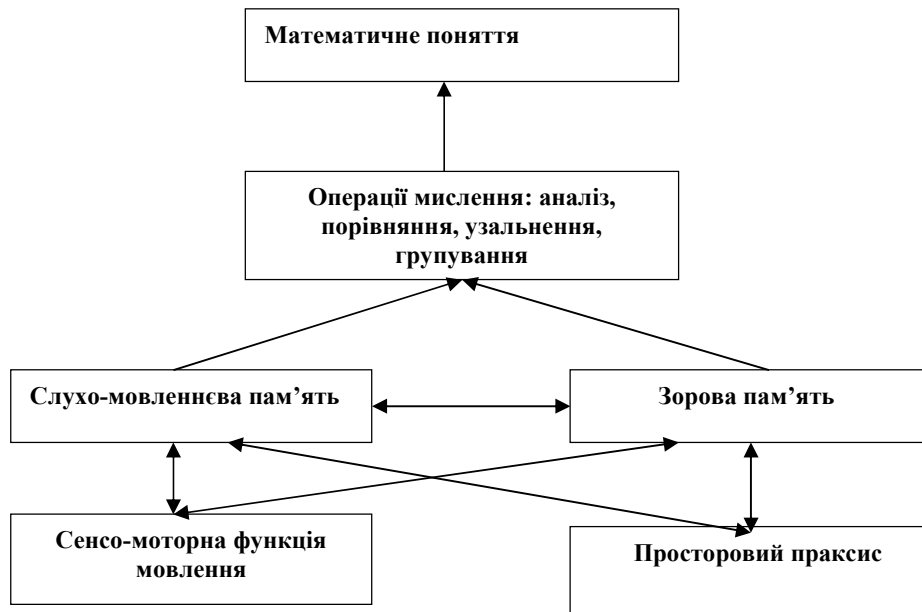 Математичне поняття
Операції мислення: аналіз,
порівняння, узальнення,
групування
Слухо-мовленнєва пам’ять
Зорова пам’ять
Сенсо-моторна функція
мовлення
Просторовий праксис